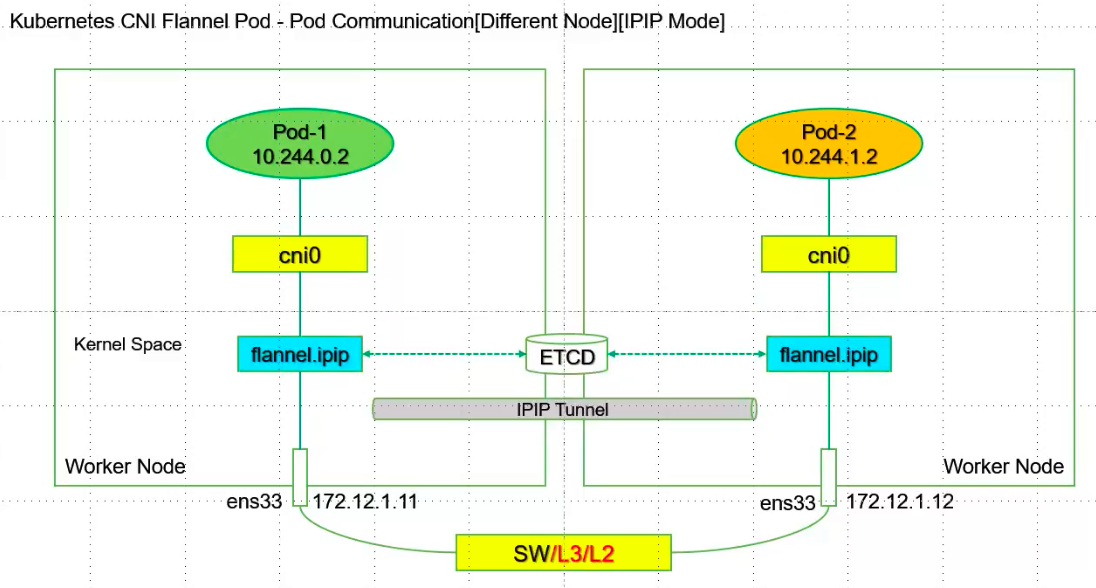 Kubernetes CNI Flannel Pod - Pod Communication[Different Node][IPIP Mode]
Pod-1
10.244.0.2
Pod-2
10.244.1.2
cni0
cni0
Kernel Space
flannel.ipip
ETCD
flannel.ipip
IPIP Tunnel
Worker Node
Worker Node
ens33
172.12.1.11
ens33
172.12.1.12
SW/L3/L2